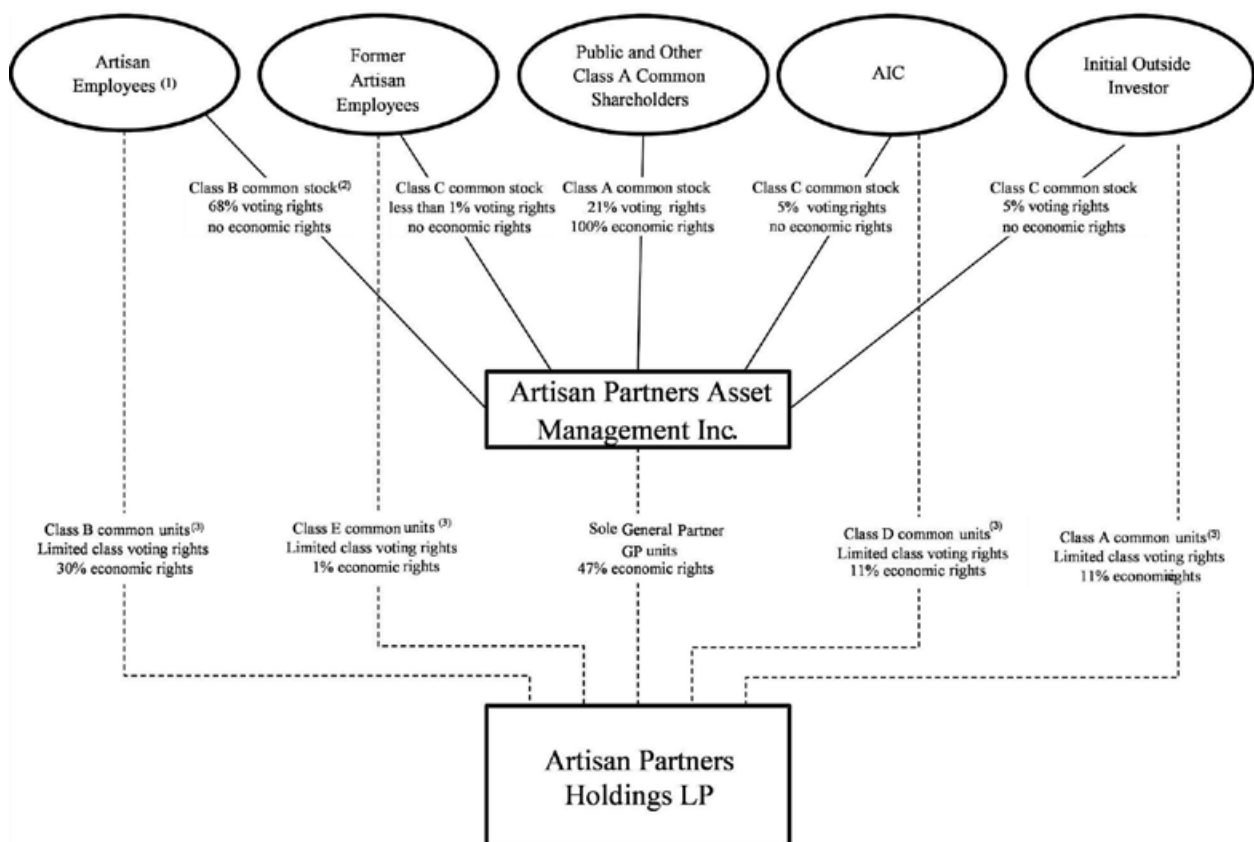 Artisan
Employees (1)
Former
Artisan
Employees
Public and Other
Class A Common
Shareholders
AIC
Initial Outside
Investor
Class B common stock(2)
68% voting rights
no economic rights
Class C common stock
less than 1% voting rights
no economic rights
Class A common stock
21% voting rights
100% economic rights
Class C common stock
5% voting rights
no economic rights
Class C common stock
5% voting rights
no economic rights
Artisan Partners Asset
Management Inc.
Class B common units(3)
Limited class voting rights
30% economic rights
Class E common units (3)
Limited class voting rights
1% economic rights
Sole General Partner
GP units
47% economic rights
Class D common units(3)
Limited class voting rights
11% economic rights
Class A common units(3)
Limited class voting rights
11% economic rights
Artisan Partners
Holdings LP